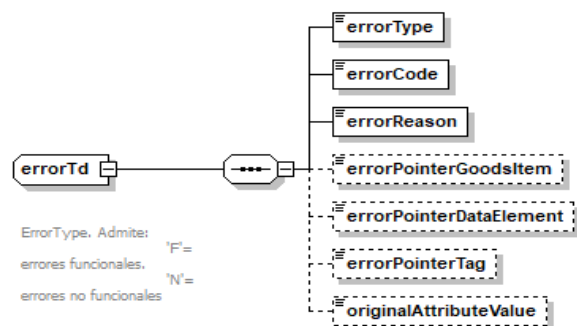 errorType
errorCode
errorReason
errorTd
errorPointerGoodsItem
errorPointerDataElement
errorPointerTag
originalAttributeValue
ErrorType. Admite:
'F'=
errores funcionales.
'N'=
errores no funcionales